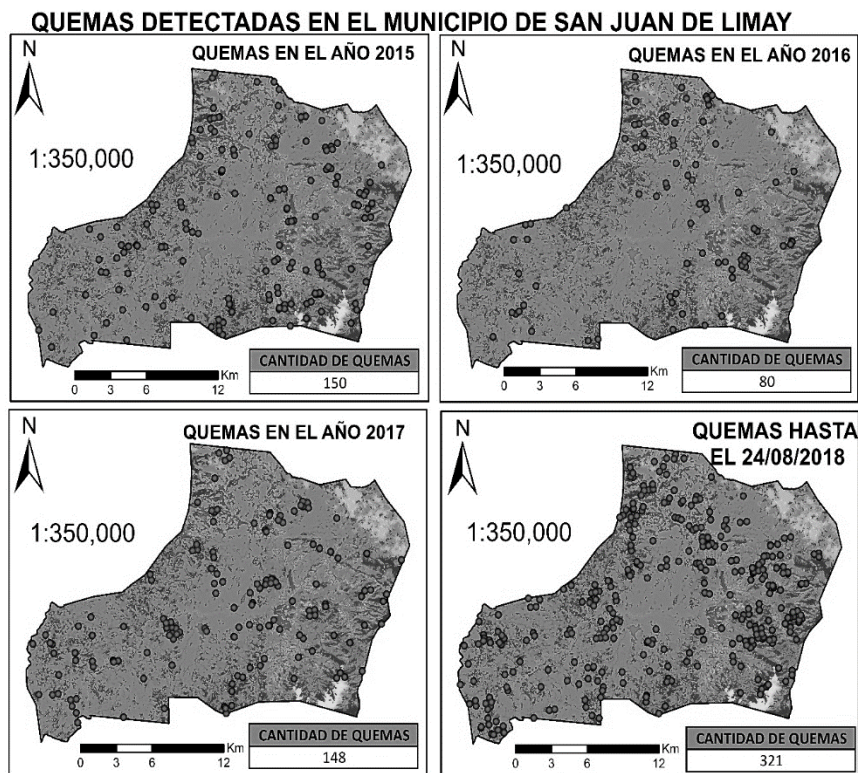 QUEMAS DETECTADAS EN EL MUNICIPIO DE SAN JUAN DE LIMAY
N
QUEMAS EN EL AÑO 2015
1:350,000
CANTIDAD DE QUEMAS
150
Km
0 3 6 12
N
QUEMAS EN EL AÑO 2016
1:350,000
CANTIDAD DE QUEMAS
80
Km
0 3 6 12
N
QUEMAS EN EL AÑO 2017
1:350,000
CANTIDAD DE QUEMAS
148
Km
0 3 6 12
N
QUEMAS HASTA
EL 24/08/2018
1:350,000
CANTIDAD DE QUEMAS
321
Km
0 3 6 12